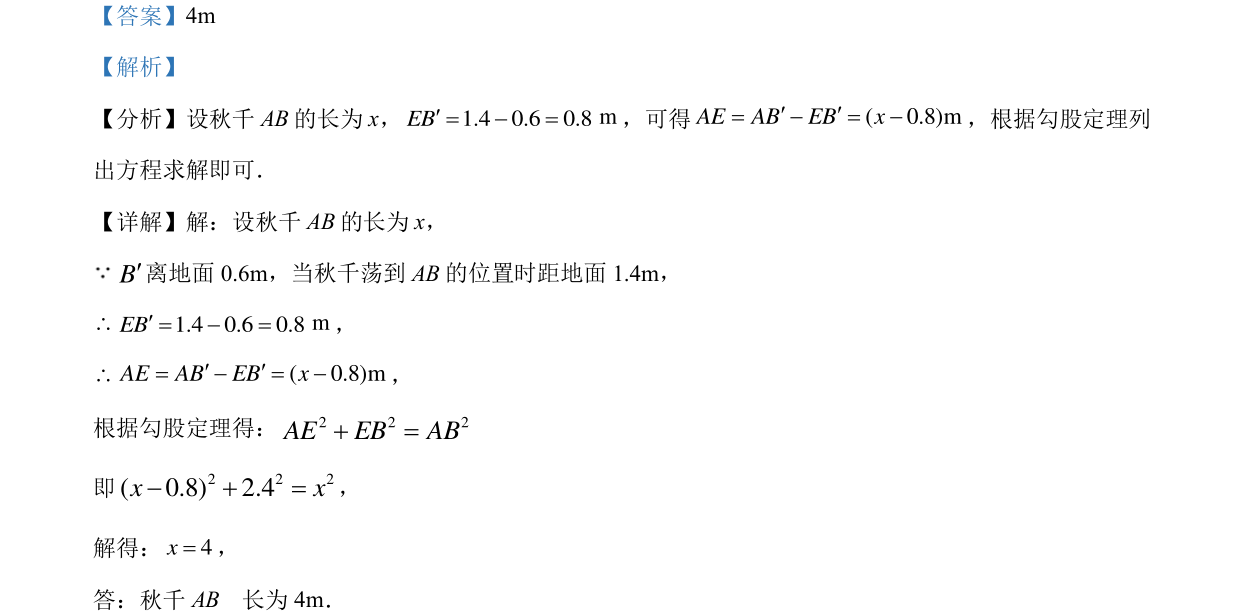 【答案】4m
【解析】
【分析】设秋千 AB 的长为 x，EB′=1.4−0.6=0.8 m，可得 AE=AB′−EB′=(x−0.8)m，根据勾股定理列
出方程求解即可．
【详解】解：设秋千 AB 的长为 x，
∵ B′离地面 0.6m，当秋千荡到 AB 的位置时距地面 1.4m，
∴ EB′=1.4−0.6=0.8 m，
∴ AE=AB′−EB′=(x−0.8)m，
根据勾股定理得：AE²+EB²=AB²
即(x−0.8)²+2.4²=x²，
解得：x=4，
答：秋千 AB 长为 4m．